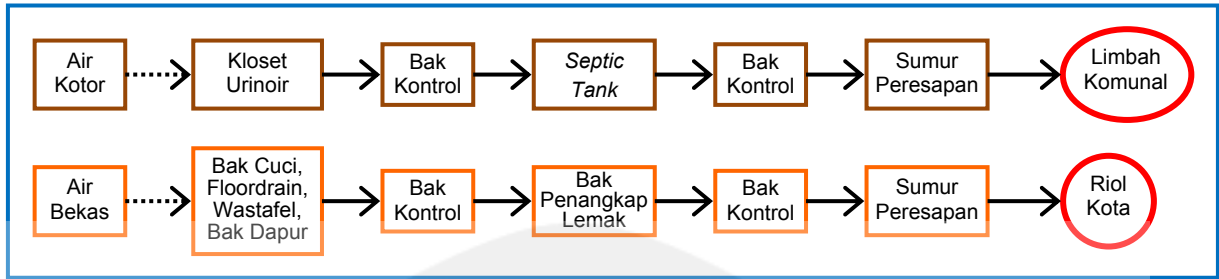 Air
Kotor
Kloset
Urinoir
Bak
Kontrol
Septic
Tank
Bak
Kontrol
Sumur
Peresapan
Limbah
Komunal
Air
Bekas
Bak Cuci,
Floordrain,
Wastafel,
Bak Dapur
Bak
Kontrol
Bak
Penangkap
Lemak
Bak
Kontrol
Sumur
Peresapan
Riol
Kota